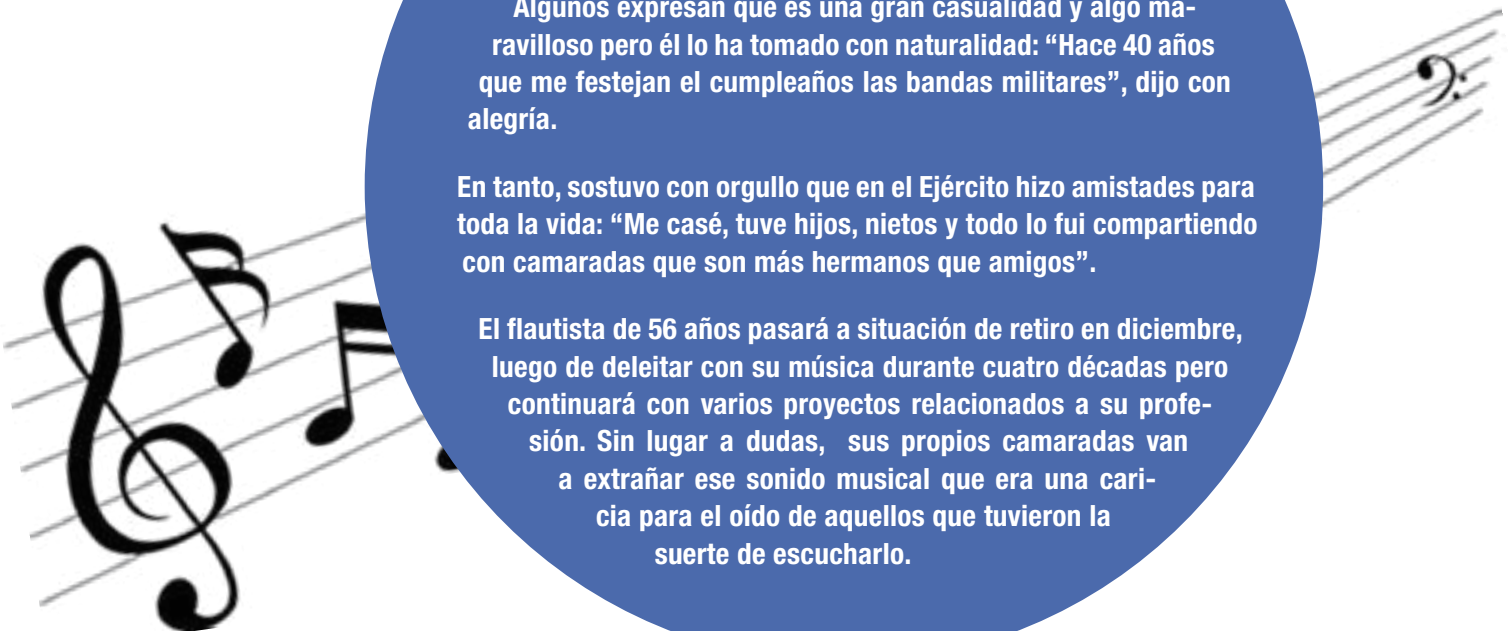 Algunos expresan que es una gran casualidad y algo ma-
ravilloso pero él lo ha tomado con naturalidad: “Hace 40 años
que me festejan el cumpleaños las bandas militares”, dijo con
alegría.
En tanto, sostuvo con orgullo que en el Ejército hizo amistades para
toda la vida: “Me casé, tuve hijos, nietos y todo lo fui compartiendo
con camaradas que son más hermanos que amigos”.
El flautista de 56 años pasará a situación de retiro en diciembre,
luego de deleitar con su música durante cuatro décadas pero
continuará con varios proyectos relacionados a su profe-
sión. Sin lugar a dudas, sus propios camaradas van
a extrañar ese sonido musical que era una cari-
cia para el oído de aquellos que tuvieron la
suerte de escucharlo.